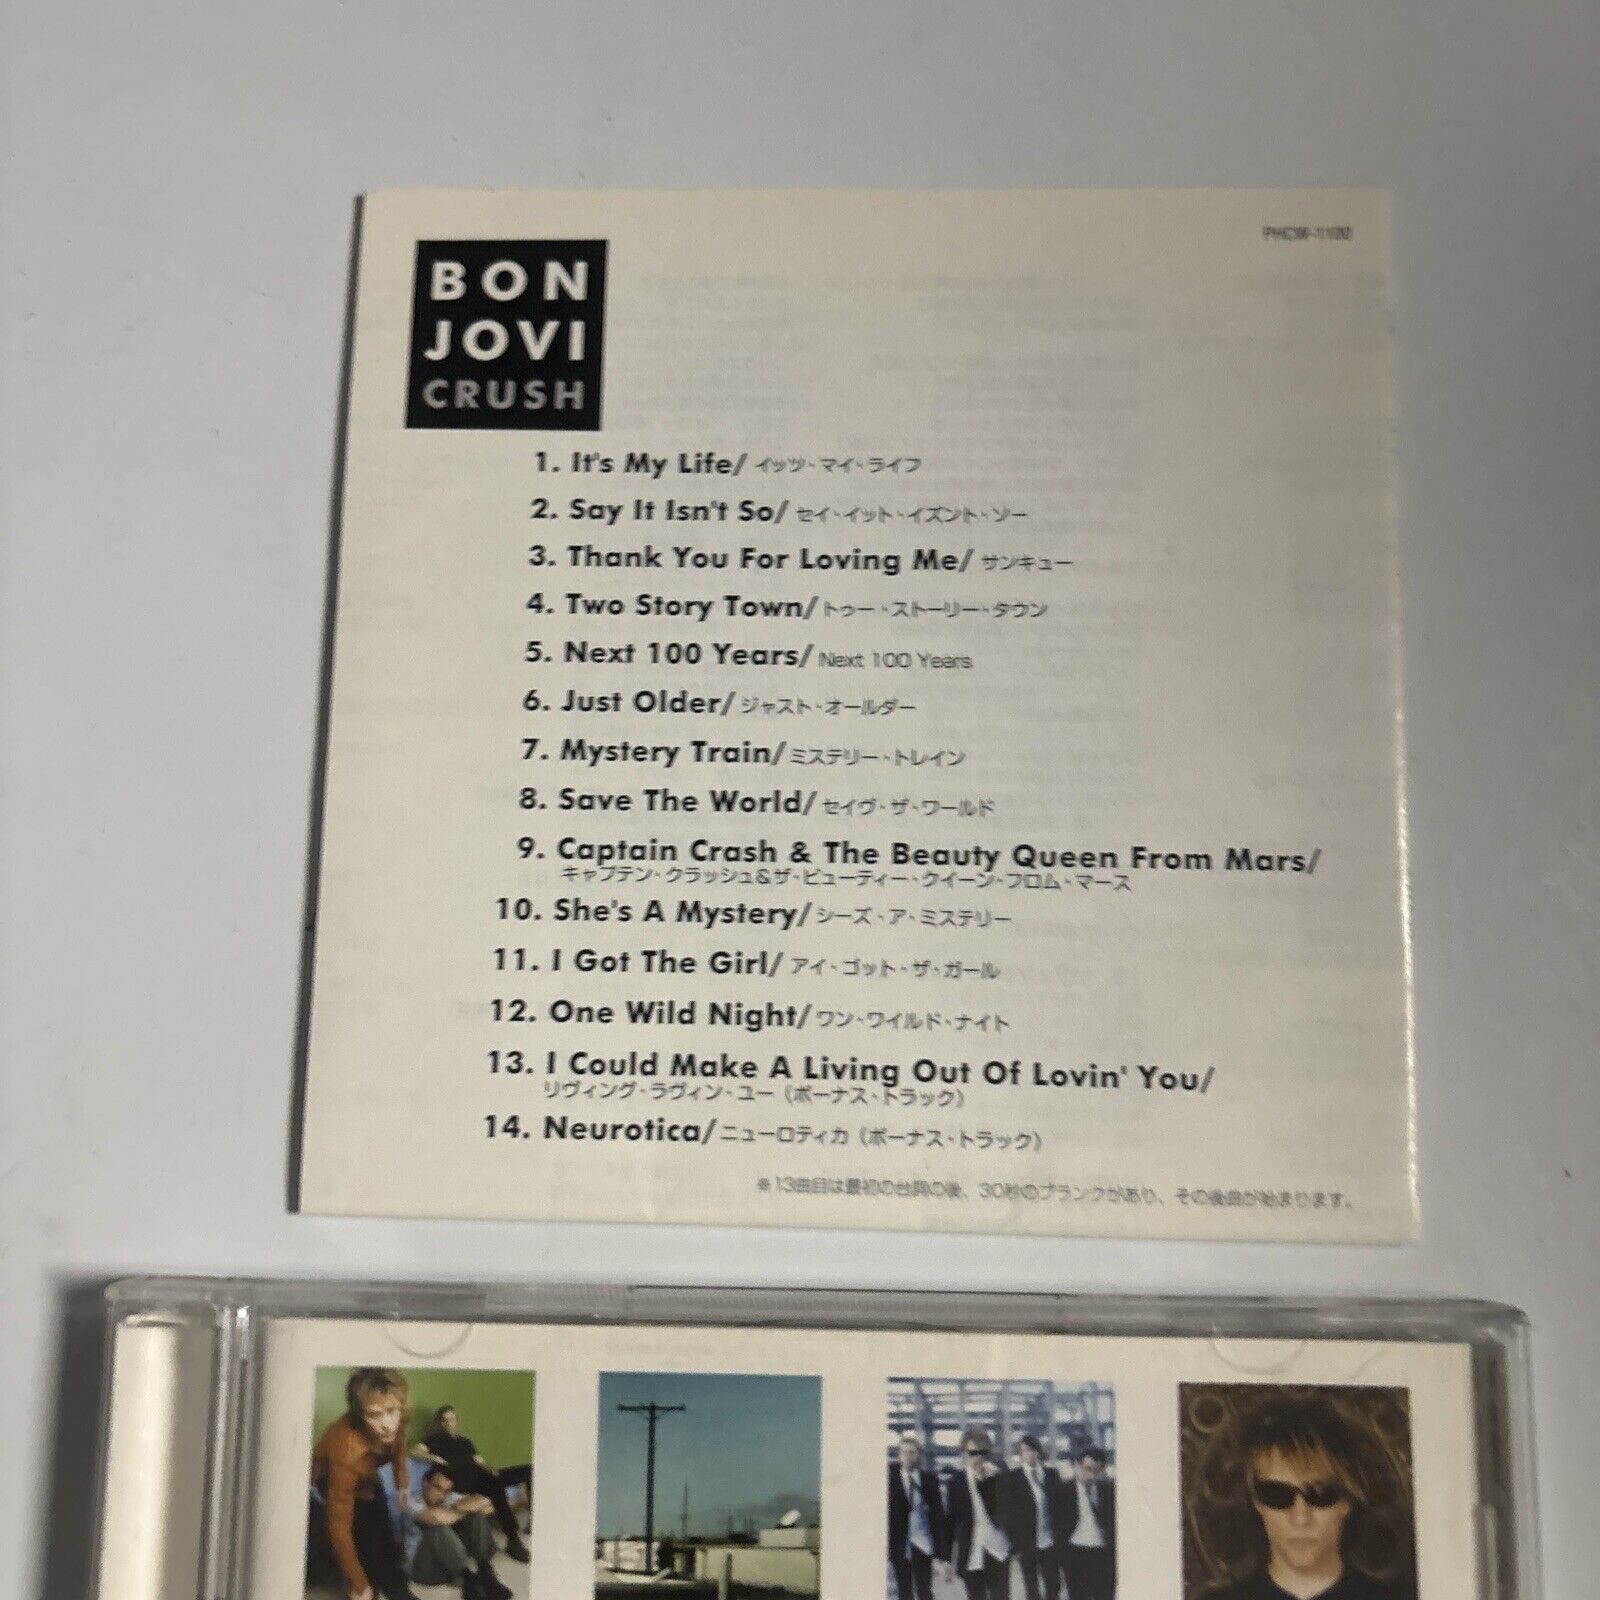 PHCW-1100
BON
JOVI
CRUSH
1. It's My Life/ イッツ・マイ・ライフ
2. Say It Isn't So/ セイ・イット・イズント・ソー
3. Thank You For Loving Me/ サンキュー
4. Two Story Town/トゥー・ストーリー・タウン
5. Next 100 Years/Next 100 Years
6. Just Older/ジャスト・オールダー
7. Mystery Train/ミステリー・トレイン
8. Save The World/セイヴ・ザ・ワールド
9. Captain Crash & The Beauty Queen From Mars/
キャプテン・クラッシュ&ザ・ビューティー・クイーン・フロム・マース
10. She's A Mystery/シーズ・ア・ミステリー
11. I Got The Girl/アイ・ゴット・ザ・ガール
12. One Wild Night/ワン・ワイルド・ナイト
13. I Could Make A Living Out Of Lovin' You/
リヴィング・ラヴィン・ユー (ボーナス・トラック)
14. Neurotica/ニューロティカ (ボーナス・トラック)
※13曲目は最初の台詞の後、30秒のブランクがあり、その後曲が始まります。